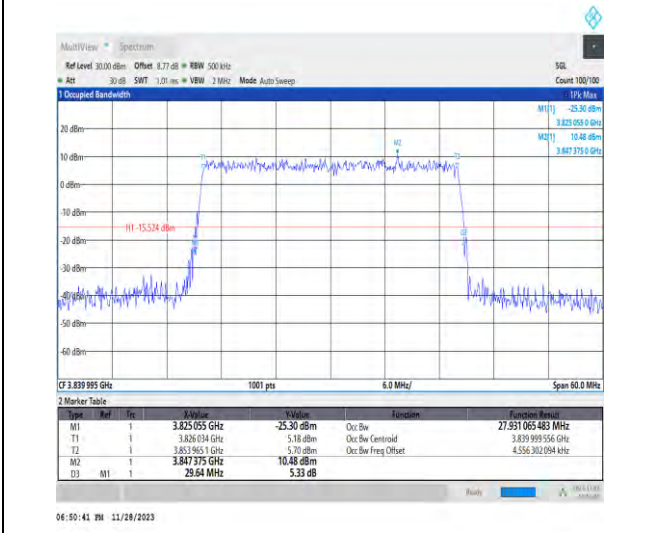 MultiView Spectrum
Ref Level 30.00 dBm Offset 8.77 dB RBW 500 kHz SGL
Att 30 dB SWT 1.01 ms VBW 2 MHz Mode Auto Sweep Count 100/100
1 Occupied Bandwidth 1Pk Max
M1[1] -25.30 dBm
3.825 055 0 GHz
20 dBm M2[1] 10.48 dBm
M2 3.847 375 0 GHz
10 dBm T1
0 dBm
-10 dBm
H1 -15.524 dBm
-20 dBm
-30 dBm
-40 dBm
-50 dBm
-60 dBm
CF 3.839 995 GHz 1001 pts 6.0 MHz/ Span 60.0 MHz
2 Marker Table
Type Ref Trc X-Value Y-Value Function Function Result
M1 1 3.825 055 GHz -25.30 dBm Occ Bw 27.931 065 483 MHz
T1 1 3.826 034 GHz 5.18 dBm Occ Bw Centroid 3.839 999 556 GHz
T2 1 3.853 965 1 GHz 5.70 dBm Occ Bw Freq Offset 4.556 302 094 kHz
M2 1 3.847 375 GHz 10.48 dBm
D3 M1 1 29.64 MHz 5.33 dB
Ready
06:50:41 PM 11/28/2023